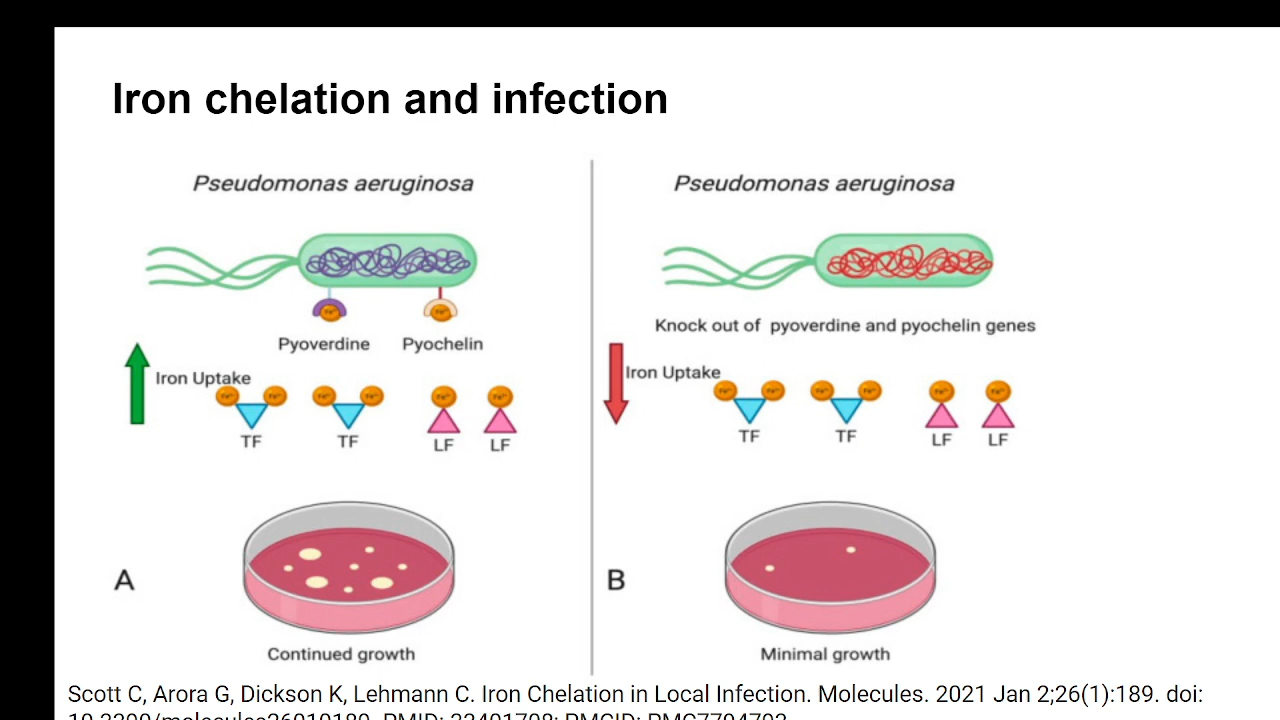 Iron chelation and infection
Pseudomonas aeruginosa
Pyoverdine Pyochelin
Iron Uptake
TF TF LF LF
A
Continued growth
Pseudomonas aeruginosa
Knock out of pyoverdine and pyochelin genes
Iron Uptake
TF TF LF LF
B
Minimal growth
Scott C, Arora G, Dickson K, Lehmann C. Iron Chelation in Local Infection. Molecules. 2021 Jan 2;26(1):189. doi: